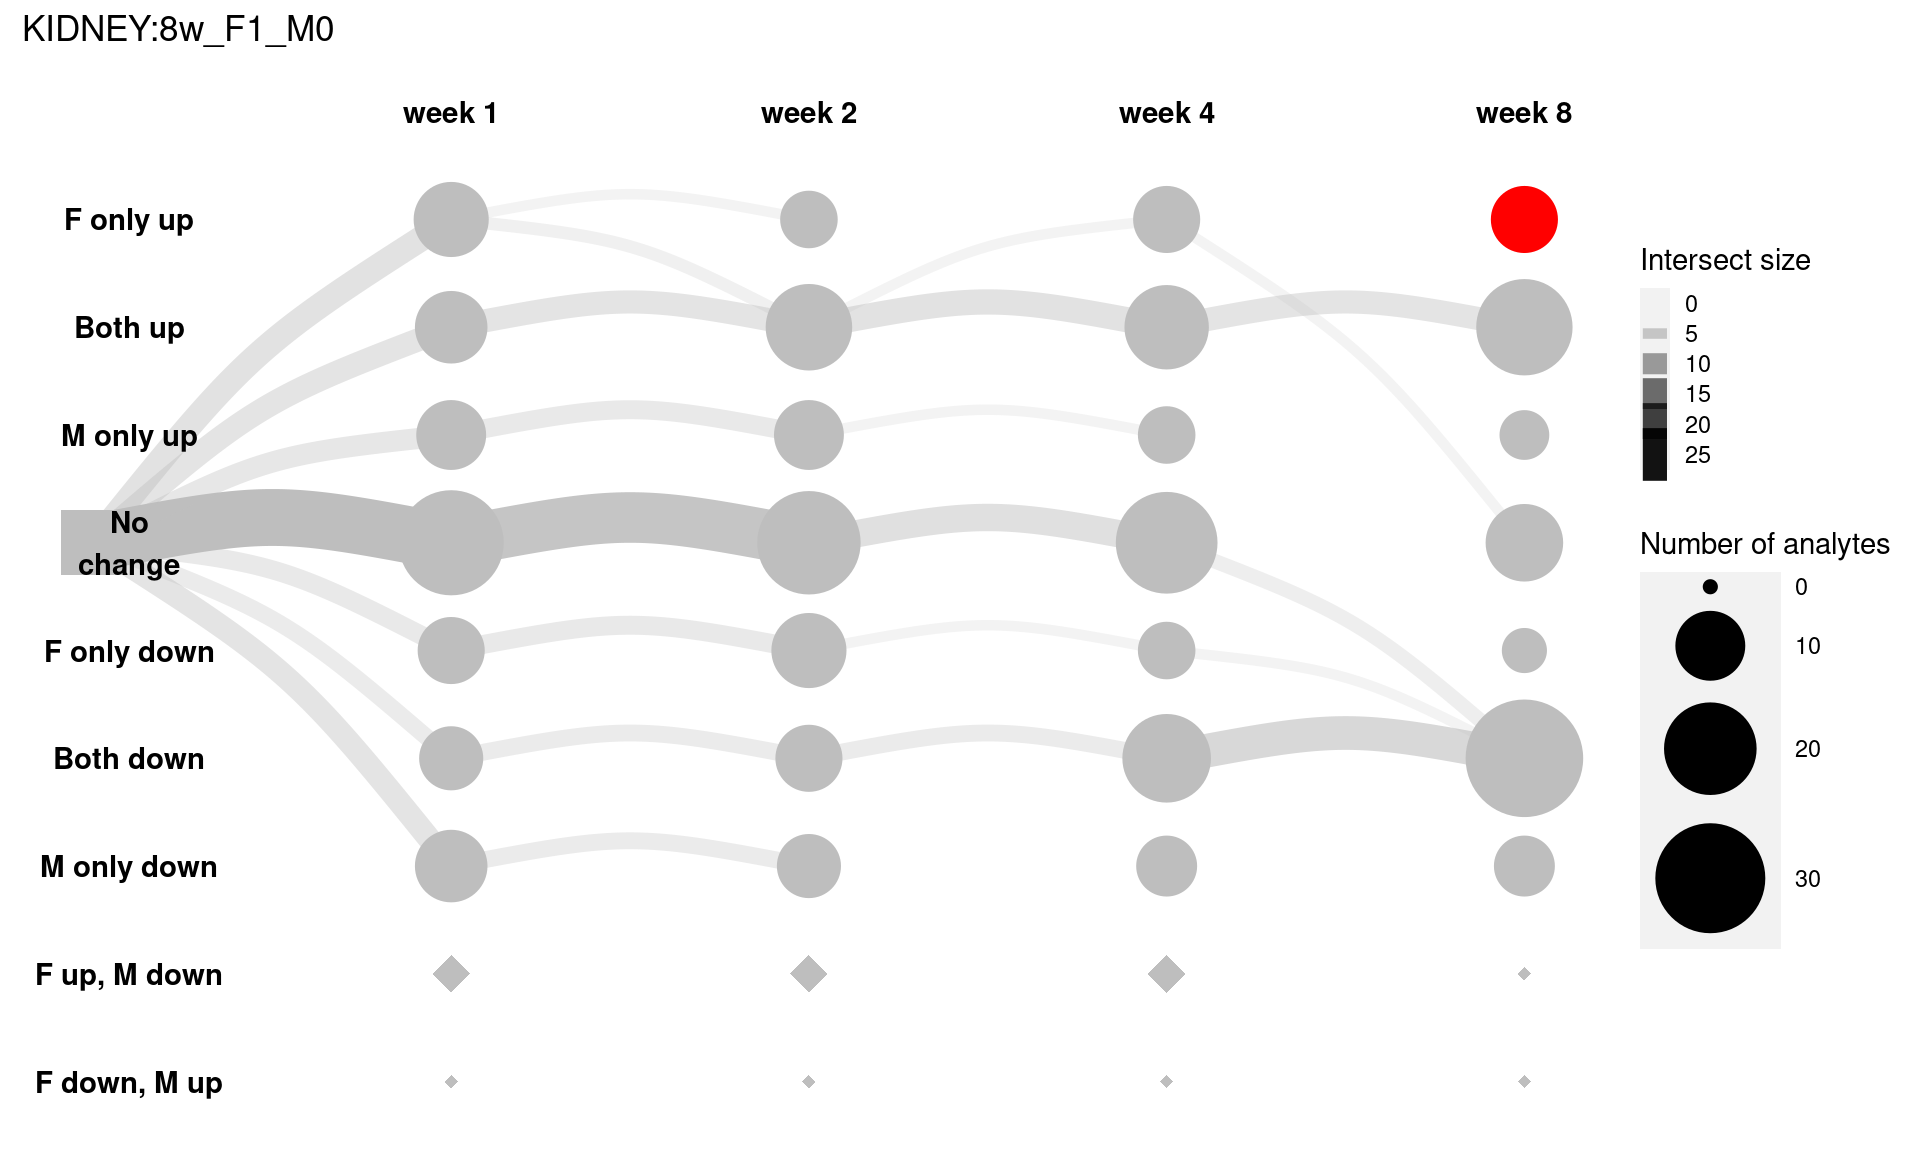 KIDNEY:8w_F1_M0
week 1
week 2
week 4
week 8
F only up
Both up
M only up
No
change
F only down
Both down
M only down
F up, M down
F down, M up
Intersect size
0
5
10
15
20
25
Number of analytes
0
10
20
30